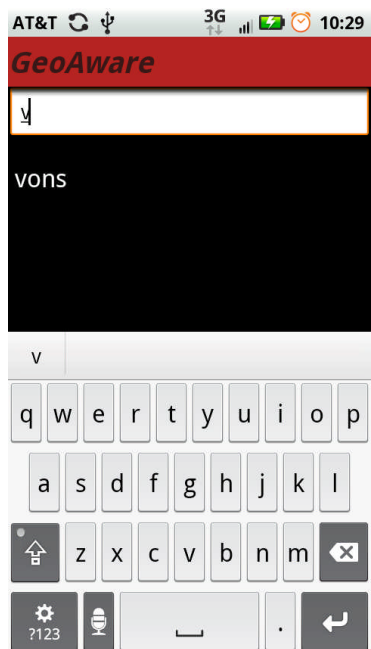 AT&T 3G 10:29
GeoAware
v
vons
v
q w e r t y u i o p
a s d f g h j k l
z x c v b n m
?123 .